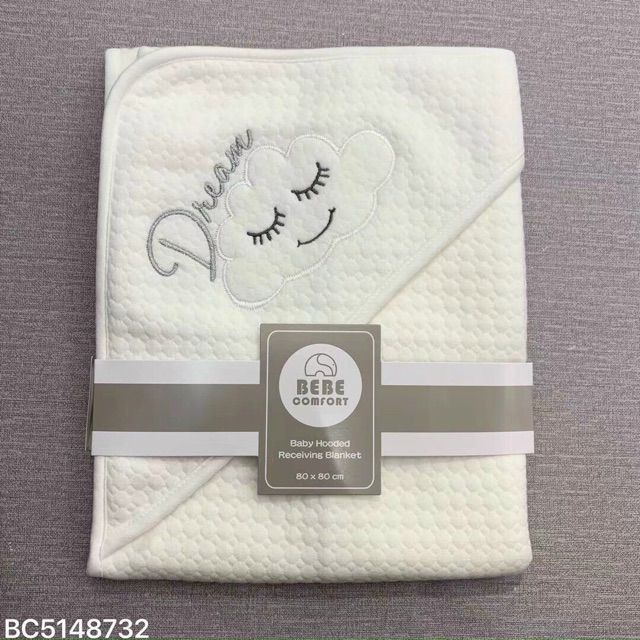 Dream
BEBE
COMFORT
Baby Hooded
Receiving Blanket
80 x 80 cm
BC5148732